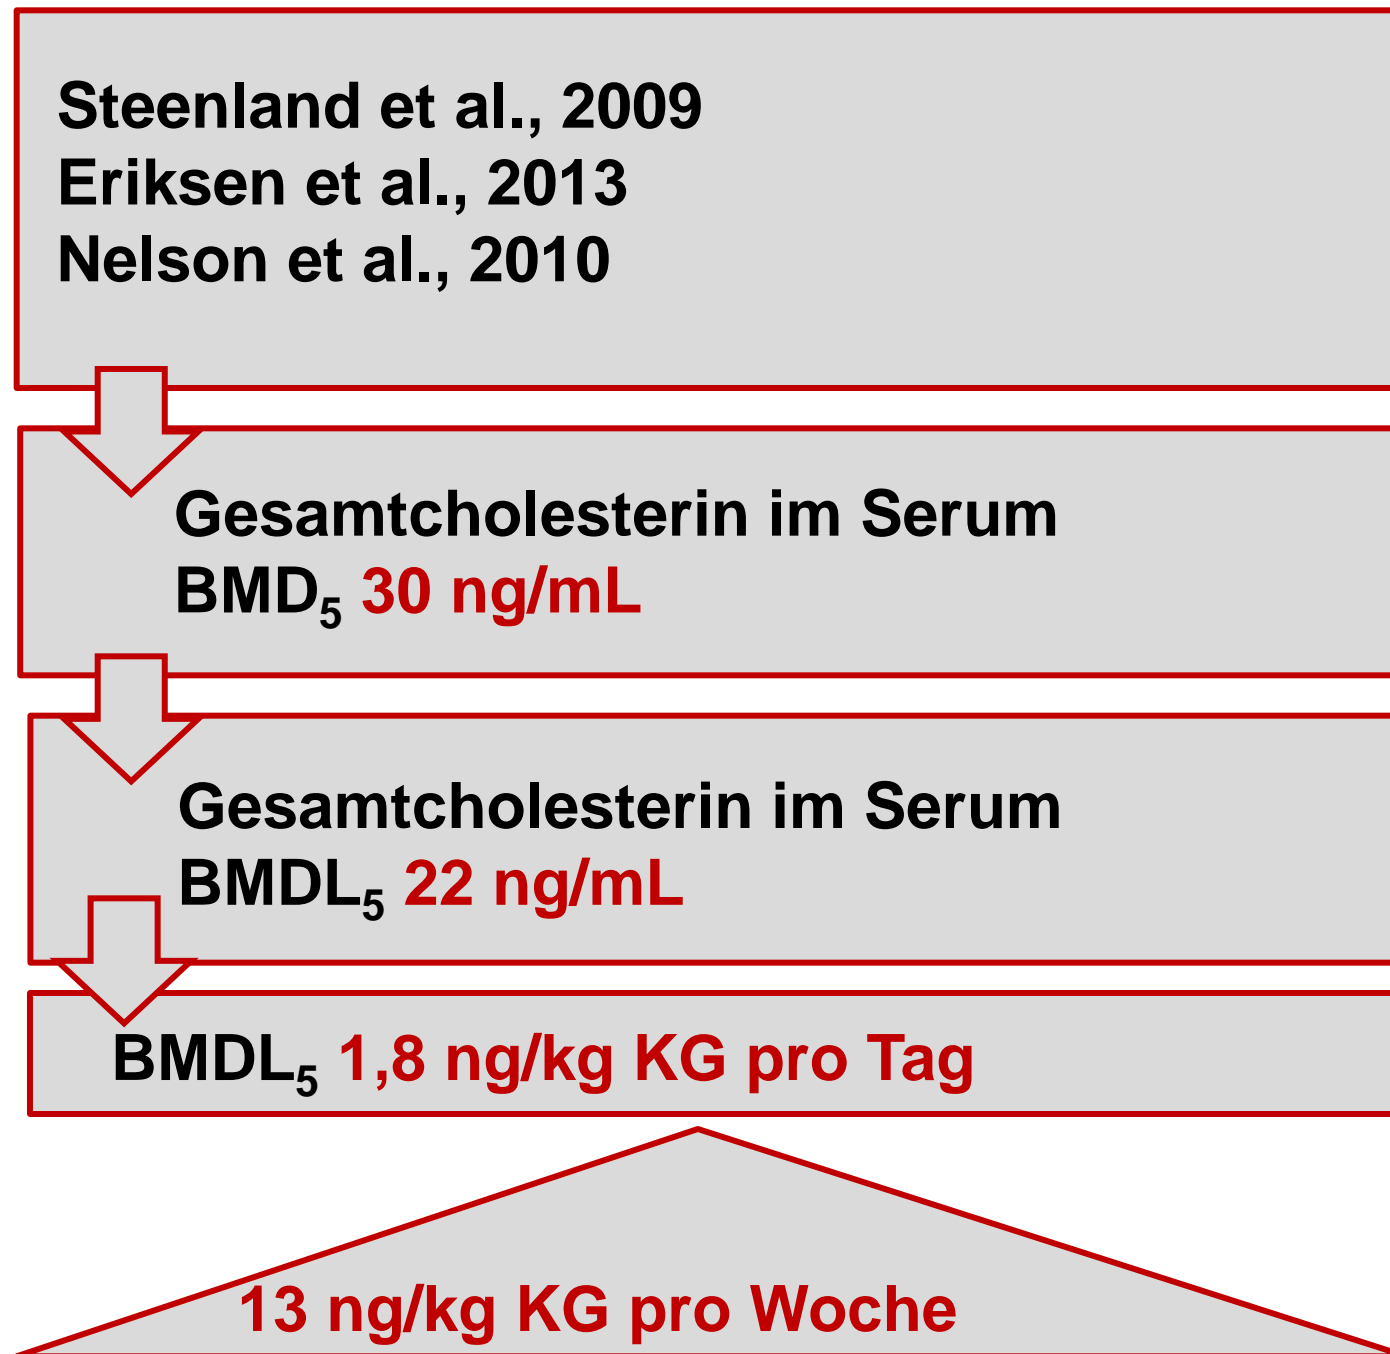 Steenland et al., 2009
Eriksen et al., 2013
Nelson et al., 2010
Gesamtcholesterin im Serum
BMD₅ 30 ng/mL
Gesamtcholesterin im Serum
BMDL₅ 22 ng/mL
BMDL₅ 1,8 ng/kg KG pro Tag
13 ng/kg KG pro Woche